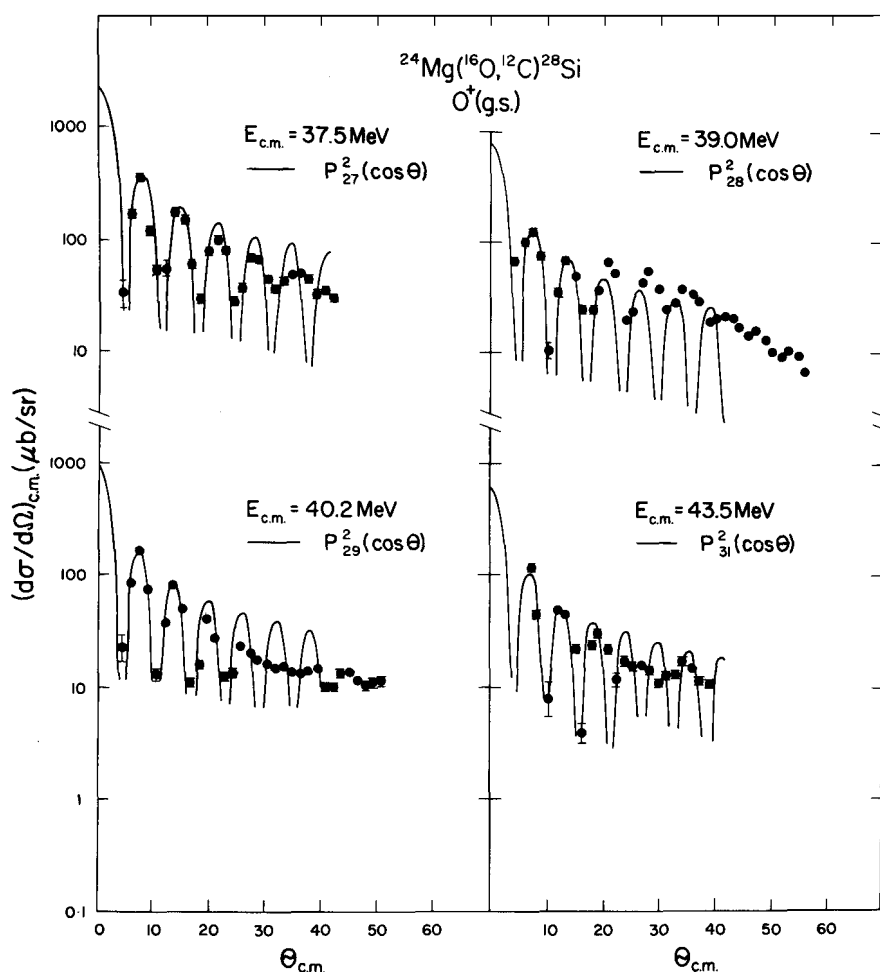 ²⁴Mg(¹⁶O,¹²C)²⁸Si
O⁺(g.s.)
E_c.m. = 37.5 MeV
— P²₂₇(cosθ)
E_c.m. = 39.0 MeV
— P²₂₈(cosθ)
1000
100
10
(dσ/dΩ)_c.m. (μb/sr)
E_c.m. = 40.2 MeV
— P²₂₉(cosθ)
E_c.m. = 43.5 MeV
— P²₃₁(cosθ)
1000
100
10
1
0·1
0 10 20 30 40 50 60
10 20 30 40 50 60
Θ_c.m.
Θ_c.m.